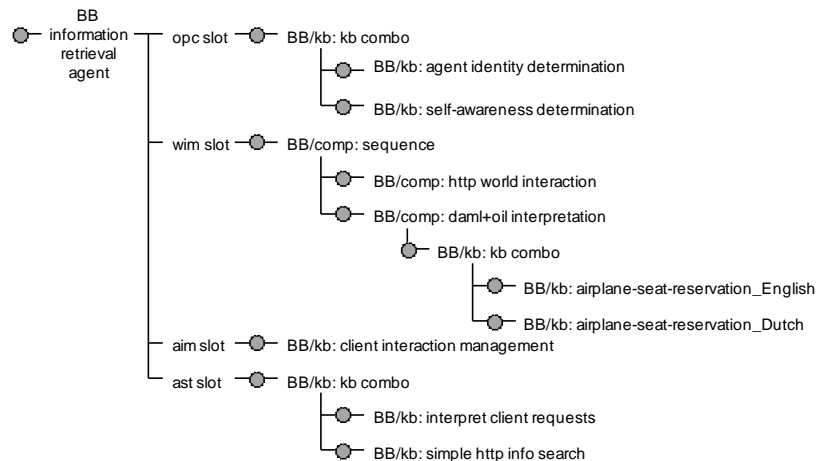 BB
information
retrieval
agent
opc slot
BB/kb: kb combo
BB/kb: agent identity determination
BB/kb: self-awareness determination
wim slot
BB/comp: sequence
BB/comp: http world interaction
BB/comp: daml+oil interpretation
BB/kb: kb combo
BB/kb: airplane-seat-reservation_English
BB/kb: airplane-seat-reservation_Dutch
aim slot
BB/kb: client interaction management
ast slot
BB/kb: kb combo
BB/kb: interpret client requests
BB/kb: simple http info search